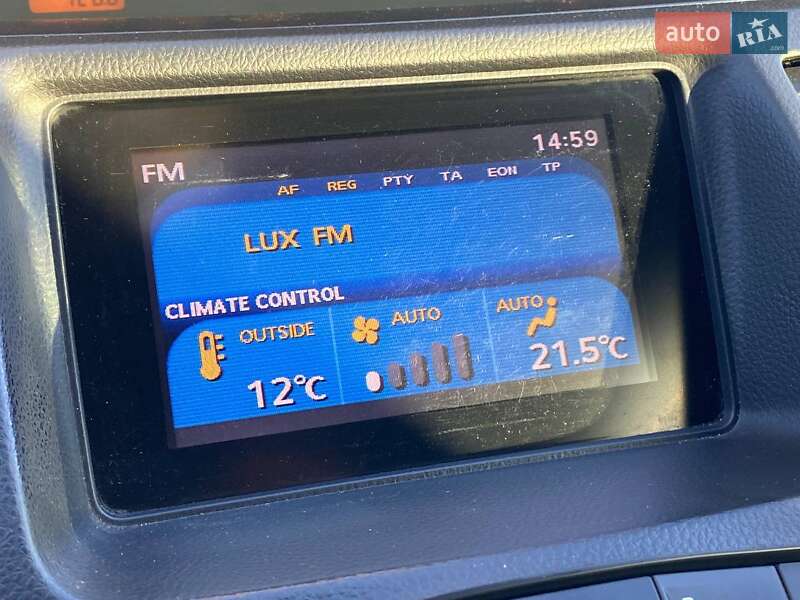 auto RIA
.com
FM 14:59
AF REG PTY TA EON TP
LUX FM
CLIMATE CONTROL
OUTSIDE AUTO AUTO
12°C 21.5°C